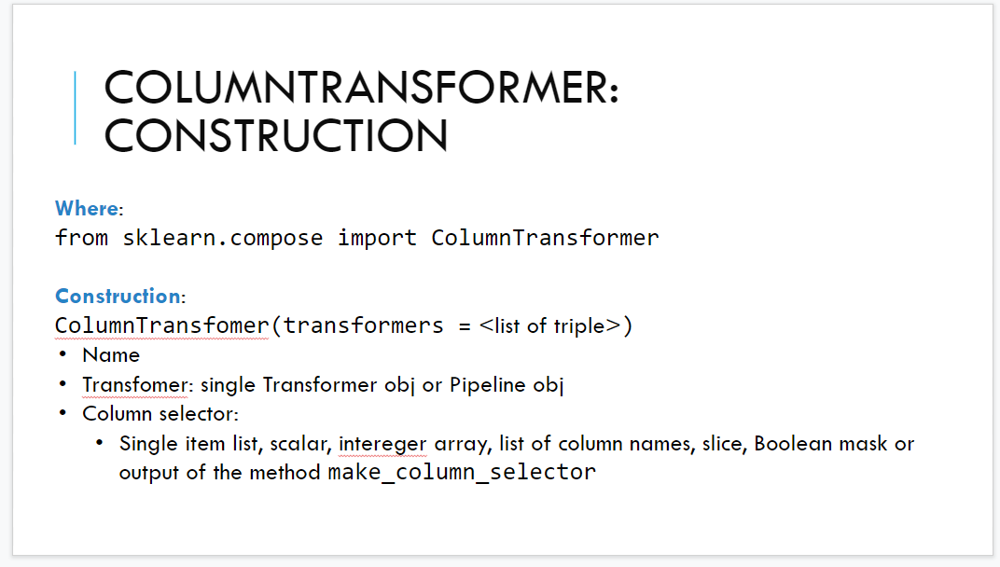 COLUMNTRANSFORMER:
CONSTRUCTION
Where:
from sklearn.compose import ColumnTransformer
Construction:
ColumnTransfomer(transformers = <list of triple>)
• Name
• Transfomer: single Transformer obj or Pipeline obj
• Column selector:
• Single item list, scalar, intereger array, list of column names, slice, Boolean mask or
output of the method make_column_selector